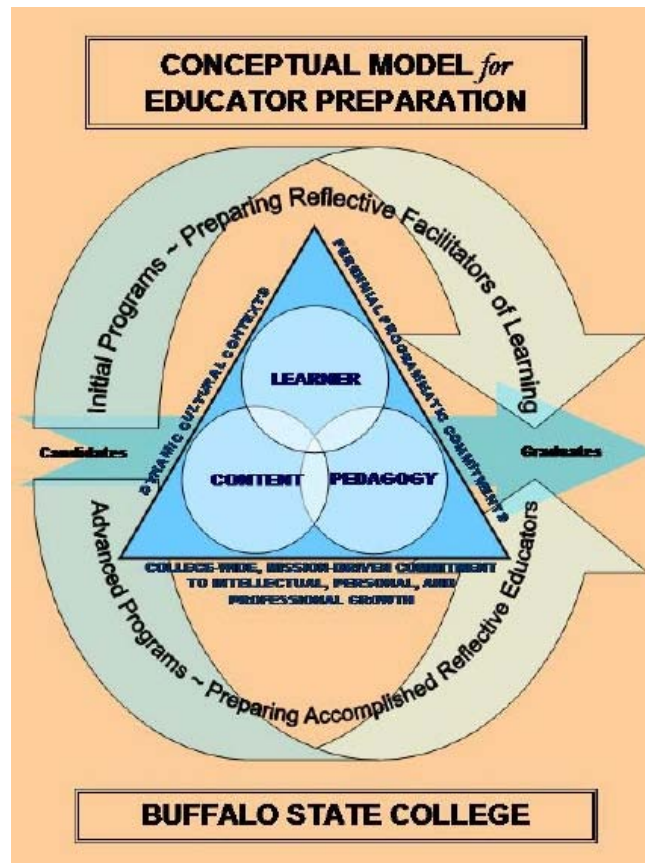 CONCEPTUAL MODEL for
EDUCATOR PREPARATION
Initial Programs ~ Preparing Reflective Facilitators of Learning
DYNAMIC CULTURAL CONTEXTS
PERENNIAL PROGRAMMATIC COMMITMENTS
LEARNER
Candidates
Graduates
CONTENT
PEDAGOGY
COLLEGE-WIDE, MISSION-DRIVEN COMMITMENT
TO INTELLECTUAL, PERSONAL, AND
PROFESSIONAL GROWTH
Advanced Programs ~ Preparing Accomplished Reflective Educators
BUFFALO STATE COLLEGE